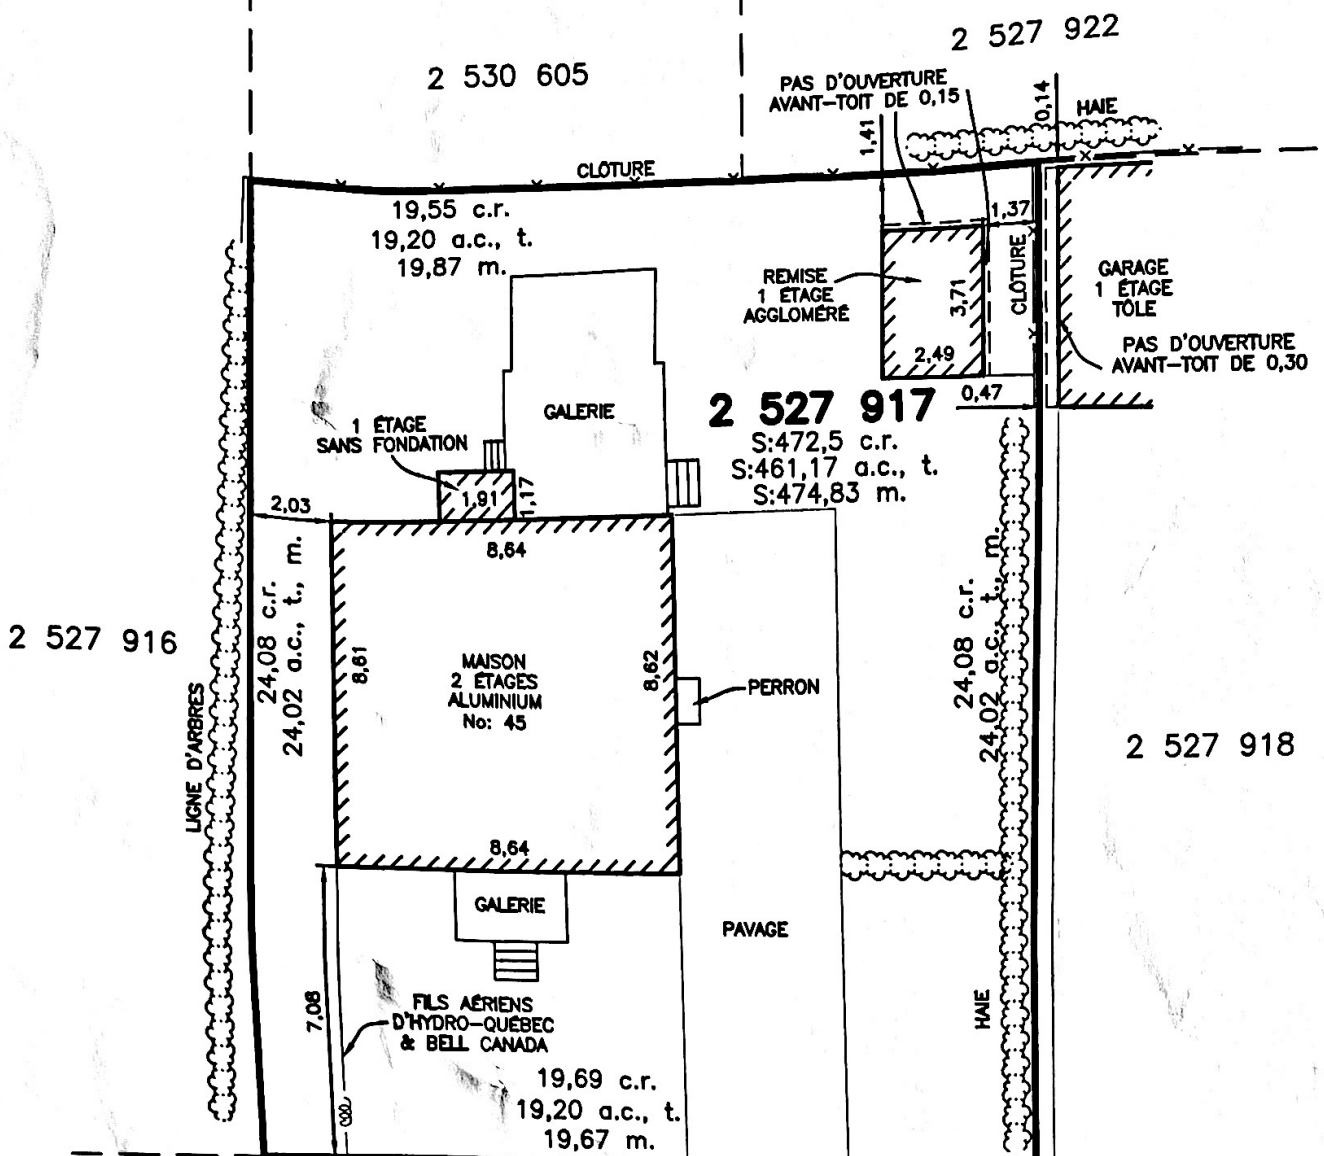 2 527 922
2 530 605
PAS D'OUVERTURE
AVANT-TOIT DE 0,15
0,14
HAIE
1,41
CLÔTURE
19,55 c.r.
19,20 a.c., t.
19,87 m.
1,37
REMISE
1 ÉTAGE
AGGLOMÉRÉ
3,71
2,49
CLÔTURE
GARAGE
1 ÉTAGE
TÔLE
PAS D'OUVERTURE
AVANT-TOIT DE 0,30
0,47
2 527 917
S:472,5 c.r.
S:461,17 a.c., t.
S:474,83 m.
GALERIE
1 ÉTAGE
SANS FONDATION
1,91
1,17
2,03
8,64
24,08 c.r.
24,02 a.c., t., m.
8,61
MAISON
2 ÉTAGES
ALUMINIUM
No: 45
8,62
PERRON
24,08 c.r.
24,02 a.c., t., m.
2 527 916
LIGNE D'ARBRES
2 527 918
8,64
GALERIE
PAVAGE
7,08
FILS AÉRIENS
D'HYDRO-QUÉBEC
& BELL CANADA
HAIE
19,69 c.r.
19,20 a.c., t.
19,67 m.